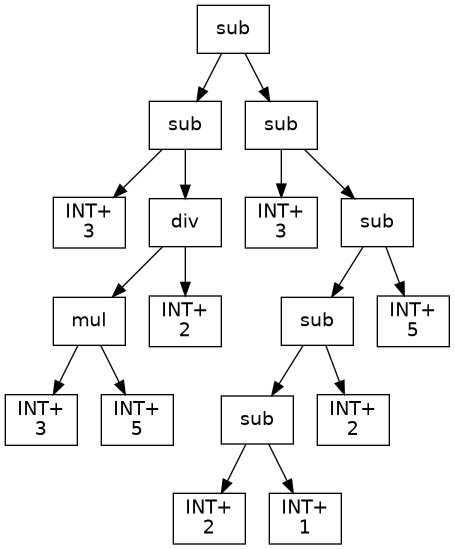 sub
sub
sub
INT+
3
div
INT+
3
sub
mul
INT+
2
sub
INT+
5
INT+
3
INT+
5
sub
INT+
2
INT+
2
INT+
1